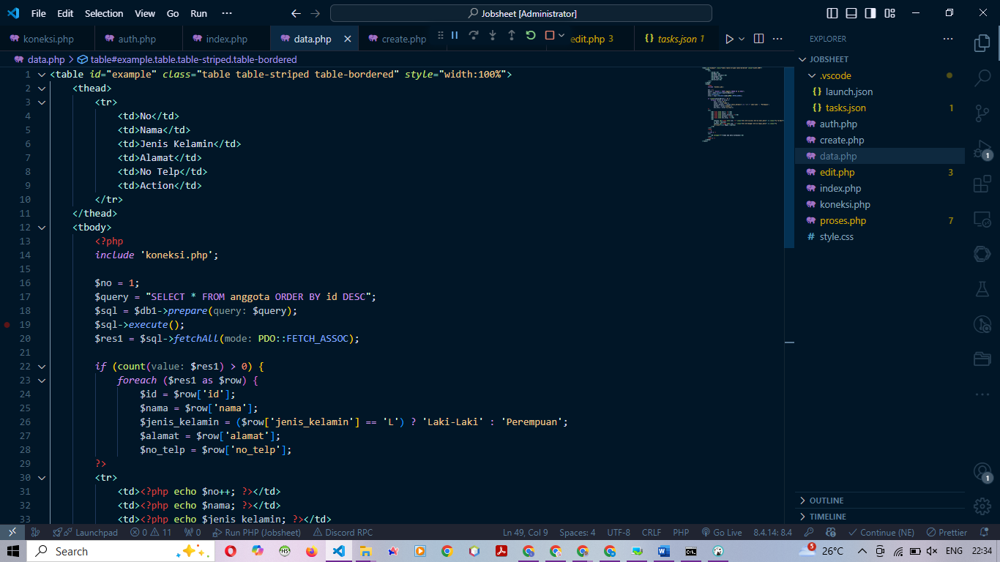 File Edit Selection View Go Run ··· Jobsheet [Administrator]
koneksi.php auth.php index.php data.php create.php edit.php 3 tasks.json 1
data.php > table#example.table.table-striped.table-bordered
1 <table id="example" class="table table-striped table-bordered" style="width:100%">
2 <thead>
3 <tr>
4 <td>No</td>
5 <td>Nama</td>
6 <td>Jenis Kelamin</td>
7 <td>Alamat</td>
8 <td>No Telp</td>
9 <td>Action</td>
10 </tr>
11 </thead>
12 <tbody>
13 <?php
14 include 'koneksi.php';
15
16 $no = 1;
17 $query = "SELECT * FROM anggota ORDER BY id DESC";
18 $sql = $db1->prepare(query: $query);
19 $sql->execute();
20 $res1 = $sql->fetchAll(mode: PDO::FETCH_ASSOC);
21
22 if (count(value: $res1) > 0) {
23 foreach ($res1 as $row) {
24 $id = $row['id'];
25 $nama = $row['nama'];
26 $jenis_kelamin = ($row['jenis_kelamin'] == 'L') ? 'Laki-Laki' : 'Perempuan';
27 $alamat = $row['alamat'];
28 $no_telp = $row['no_telp'];
29 ?>
30 <tr>
31 <td><?php echo $no++; ?></td>
32 <td><?php echo $nama; ?></td>
33 <td><?php echo $jenis_kelamin; ?></td>
EXPLORER ···
JOBSHEET
.vscode
{} launch.json
{} tasks.json 1
auth.php
create.php
data.php
edit.php 3
index.php
koneksi.php
proses.php 7
# style.css
OUTLINE
TIMELINE
1
1
Launchpad 0 11 0 Run PHP (Jobsheet) Discord RPC Ln 49, Col 9 Spaces: 4 UTF-8 CRLF PHP Go Live 8.4.14: 8.4 Continue (NE) Prettier
Search 5 26°C ENG 22:34